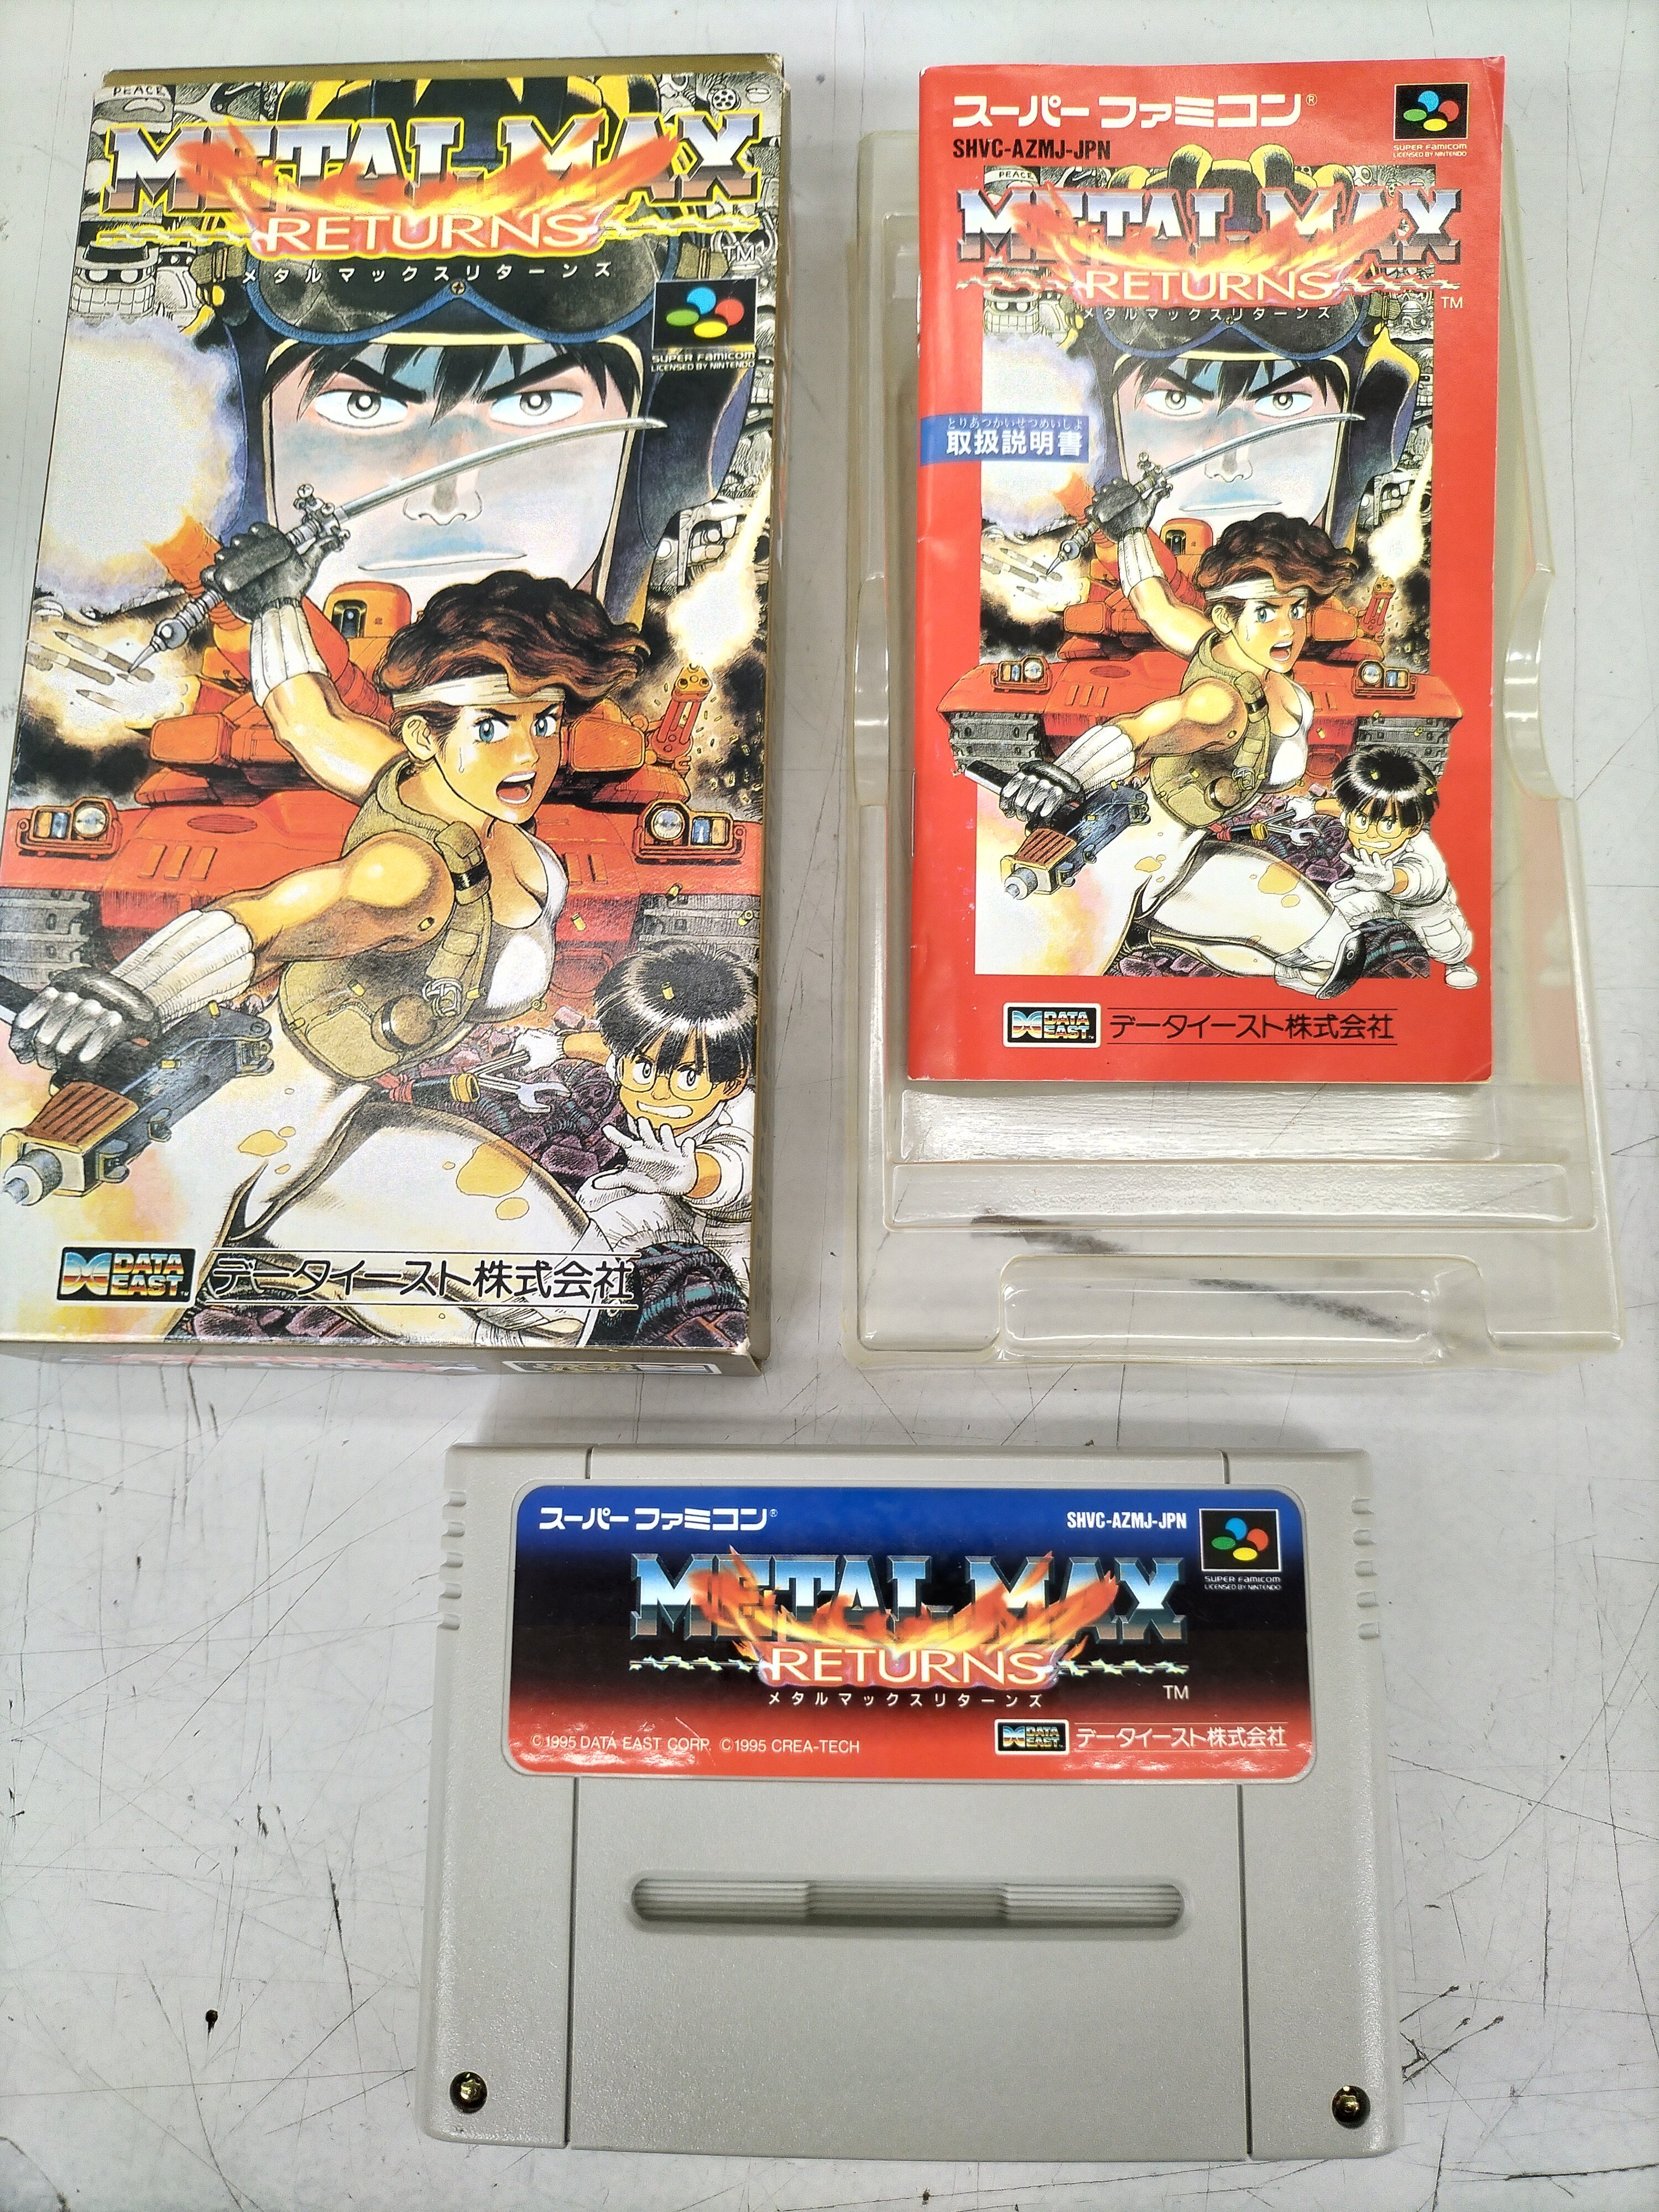 PEACE
METAL MAX
RETURNS
TM
メタルマックスリターンズ
SUPER FAMICOM
LICENSED BY NINTENDO
DATA EAST
データイースト株式会社
スーパーファミコン®
SHVC-AZMJ-JPN
SUPER FAMICOM
LICENSED BY NINTENDO
PEACE
METAL MAX
RETURNS
TM
メタルマックスリターンズ
とりあつかいせつめいしょ
取扱説明書
DATA EAST
データイースト株式会社
スーパーファミコン®
SHVC-AZMJ-JPN
SUPER FAMICOM
LICENSED BY NINTENDO
METAL MAX
RETURNS
メタルマックスリターンズ
TM
©1995 DATA EAST CORP. ©1995 CREA-TECH
DATA EAST
データイースト株式会社